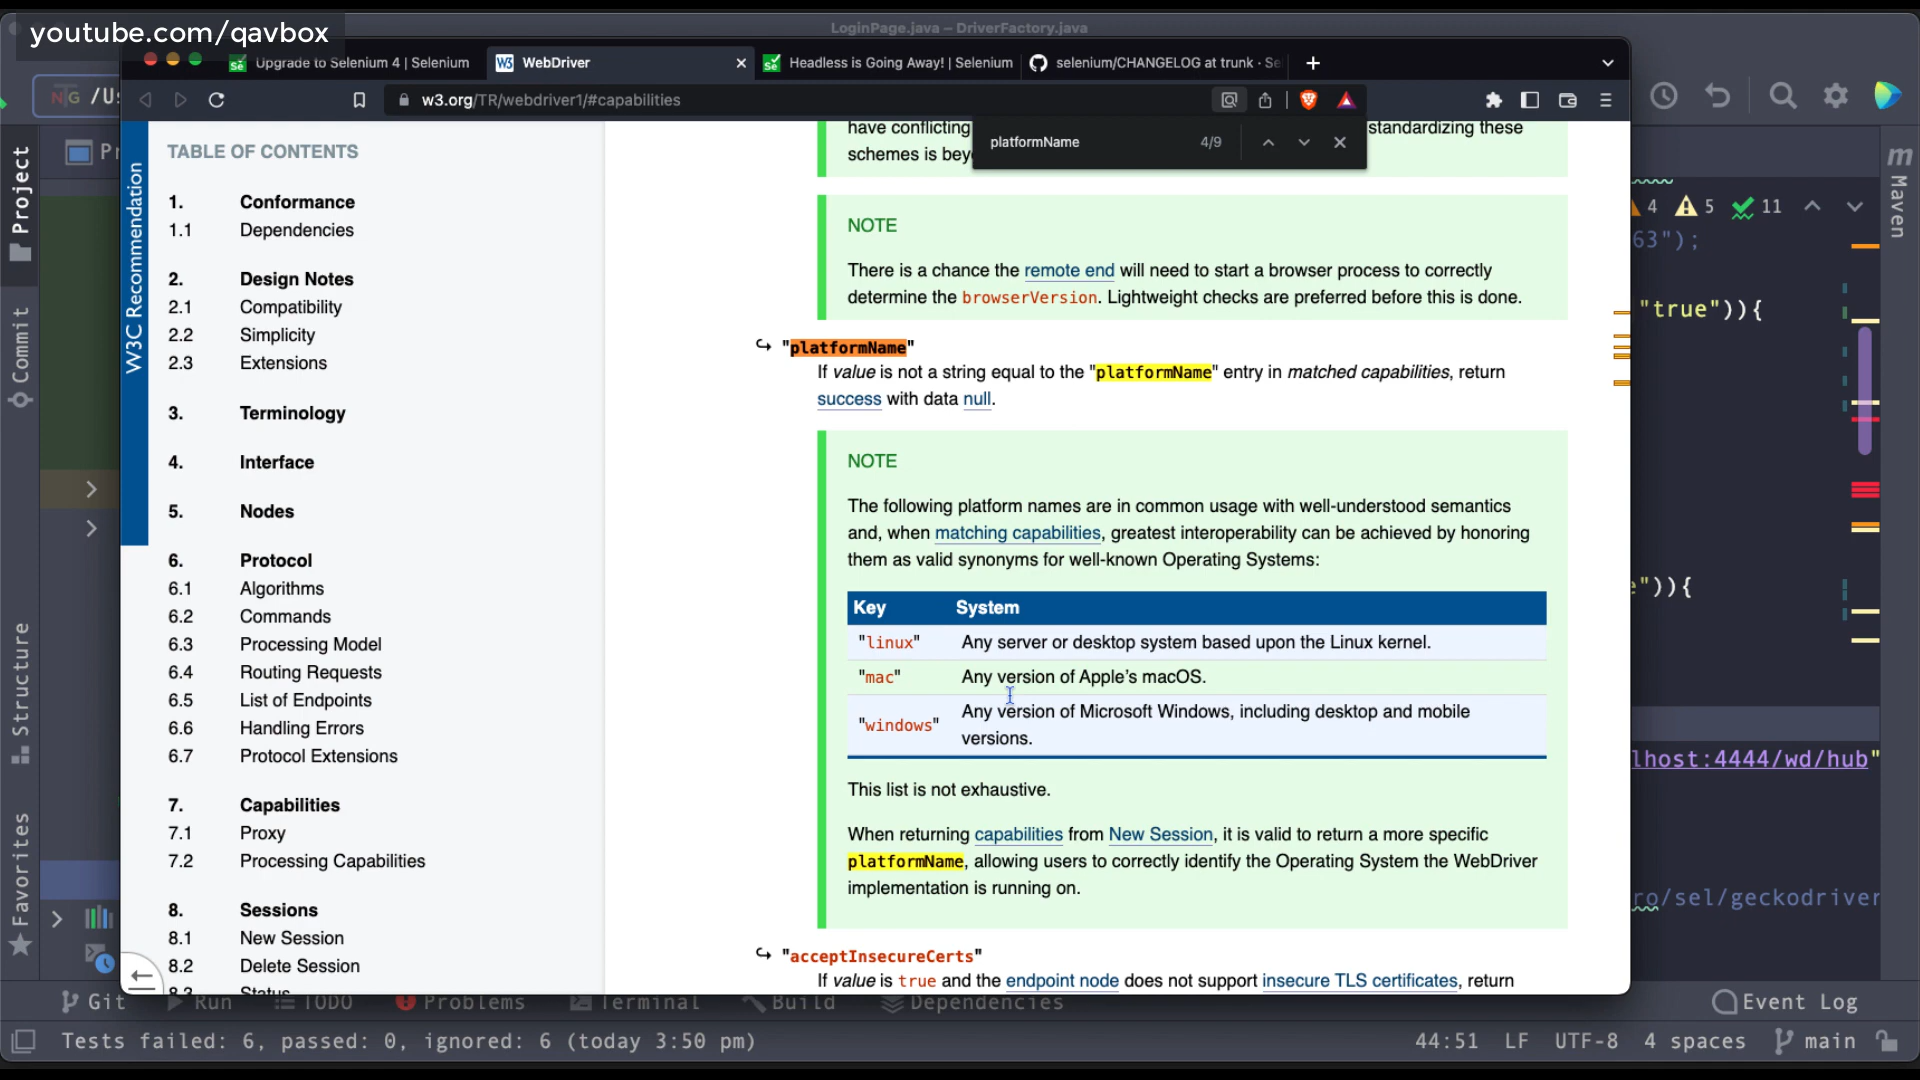 youtube.com/qavbox
LoginPage.java – DriverFactory.java
Upgrade to Selenium 4 | Selenium
W3 WebDriver
Headless is Going Away! | Selenium
selenium/CHANGELOG at trunk · Se
w3.org/TR/webdriver1/#capabilities
platformName
4/9
Project
Commit
Structure
Favorites
Maven
W3C Recommendation
TABLE OF CONTENTS
1. Conformance
1.1 Dependencies
2. Design Notes
2.1 Compatibility
2.2 Simplicity
2.3 Extensions
3. Terminology
4. Interface
5. Nodes
6. Protocol
6.1 Algorithms
6.2 Commands
6.3 Processing Model
6.4 Routing Requests
6.5 List of Endpoints
6.6 Handling Errors
6.7 Protocol Extensions
7. Capabilities
7.1 Proxy
7.2 Processing Capabilities
8. Sessions
8.1 New Session
8.2 Delete Session
8.3 Status
have conflicting standardizing these
schemes is bey
NOTE
There is a chance the remote end will need to start a browser process to correctly
determine the browserVersion. Lightweight checks are preferred before this is done.
"platformName"
If value is not a string equal to the "platformName" entry in matched capabilities, return
success with data null.
NOTE
The following platform names are in common usage with well-understood semantics
and, when matching capabilities, greatest interoperability can be achieved by honoring
them as valid synonyms for well-known Operating Systems:
Key System
"linux" Any server or desktop system based upon the Linux kernel.
"mac" Any version of Apple's macOS.
"windows" Any version of Microsoft Windows, including desktop and mobile
versions.
This list is not exhaustive.
When returning capabilities from New Session, it is valid to return a more specific
platformName, allowing users to correctly identify the Operating System the WebDriver
implementation is running on.
"acceptInsecureCerts"
If value is true and the endpoint node does not support insecure TLS certificates, return
4 5 11
63");
"true")){
e")){
lhost:4444/wd/hub"
ro/sel/geckodriver
Git Run TODO Problems Terminal Build Dependencies Event Log
Tests failed: 6, passed: 0, ignored: 6 (today 3:50 pm)
44:51 LF UTF-8 4 spaces main